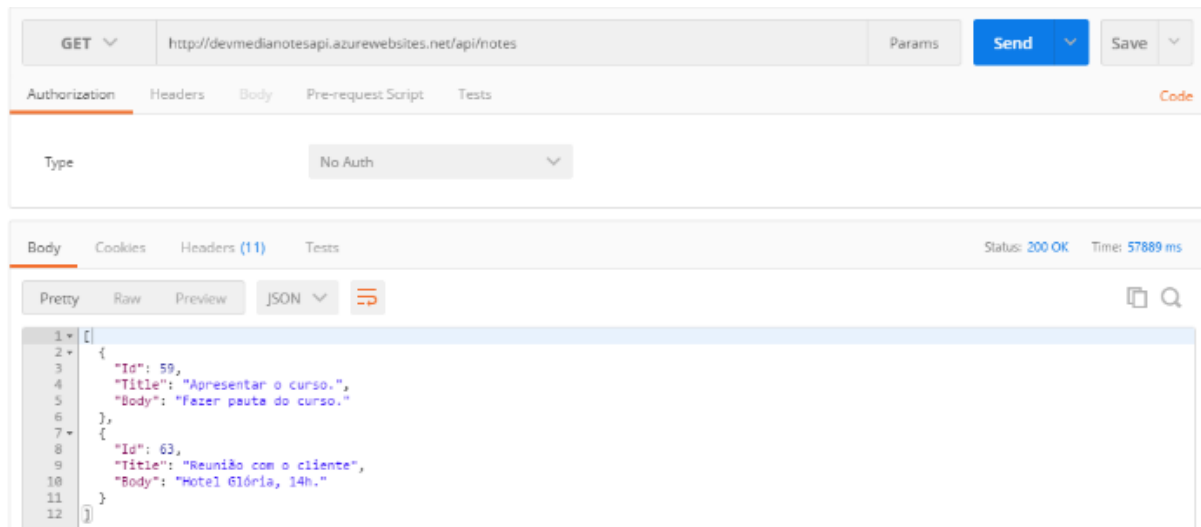 GET http://devmedianotesapi.azurewebsites.net/api/notes Params Send Save
Authorization Headers Body Pre-request Script Tests Code
Type No Auth
Body Cookies Headers (11) Tests Status: 200 OK Time: 57889 ms
Pretty Raw Preview JSON
1 [
2 {
3 "Id": 59,
4 "Title": "Apresentar o curso.",
5 "Body": "Fazer pauta do curso."
6 },
7 {
8 "Id": 63,
9 "Title": "Reunião com o cliente",
10 "Body": "Hotel Glória, 14h."
11 }
12 ]